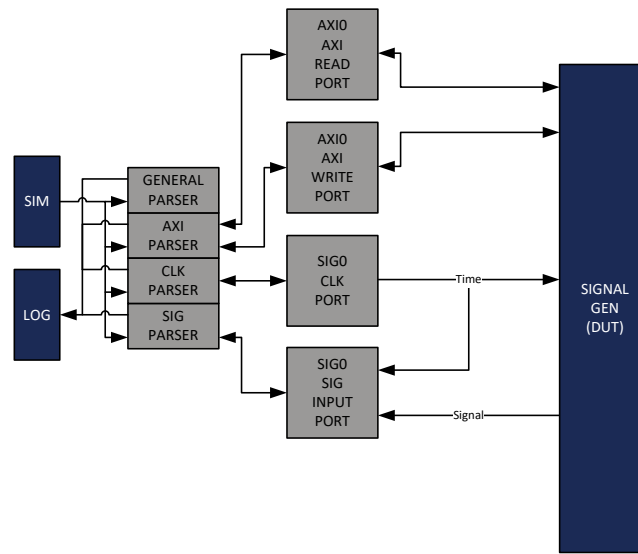 AXI0
AXI
READ
PORT
AXI0
AXI
WRITE
PORT
GENERAL
PARSER
SIM
AXI
PARSER
CLK
PARSER
SIG0
CLK
PORT
Time
SIGNAL
GEN
(DUT)
LOG
SIG
PARSER
SIG0
SIG
INPUT
PORT
Signal